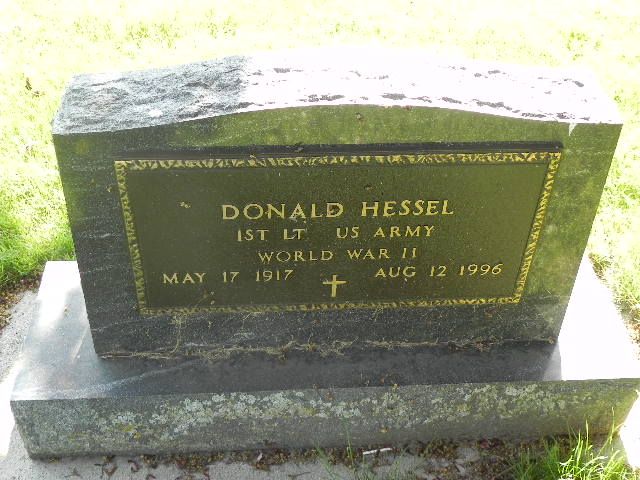 DONALD HESSEL
1ST LT US ARMY
WORLD WAR II
MAY 17 1917 AUG 12 1996